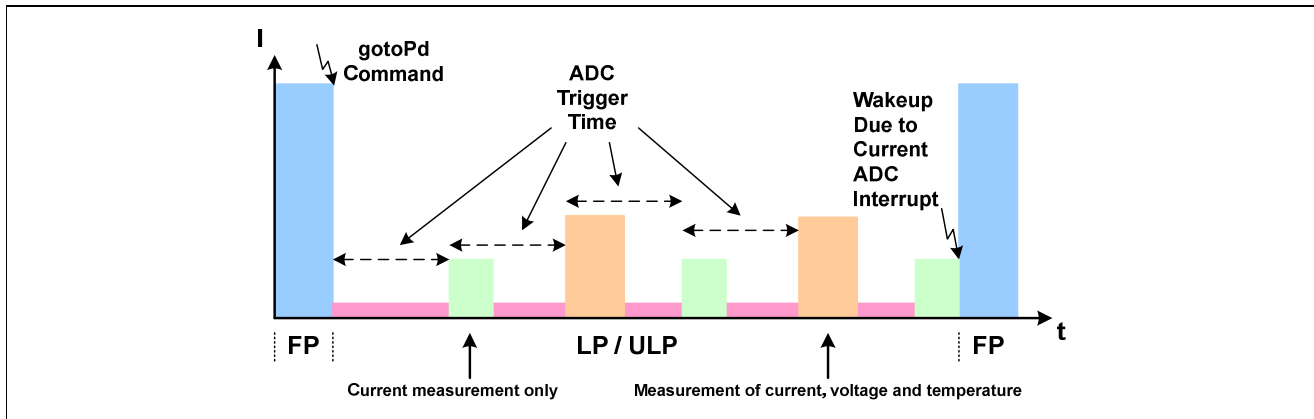 I
gotoPd
Command
ADC
Trigger
Time
Wakeup
Due to
Current
ADC
Interrupt
t
FP
LP / ULP
FP
Current measurement only
Measurement of current, voltage and temperature